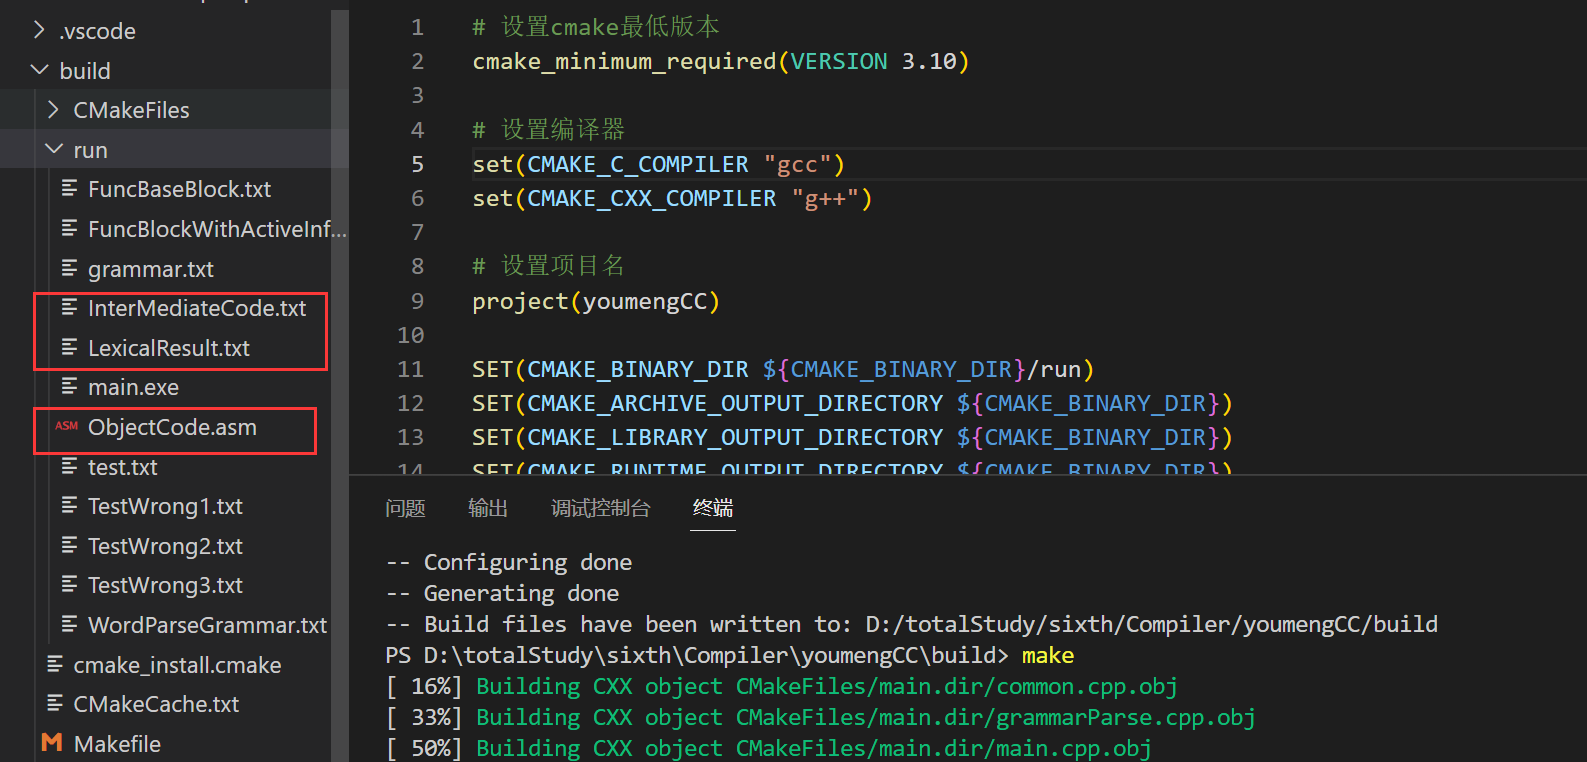 .vscode
build
CMakeFiles
run
FuncBaseBlock.txt
FuncBlockWithActiveInf...
grammar.txt
InterMediateCode.txt
LexicalResult.txt
main.exe
ASM ObjectCode.asm
test.txt
TestWrong1.txt
TestWrong2.txt
TestWrong3.txt
WordParseGrammar.txt
cmake_install.cmake
CMakeCache.txt
M Makefile
1 # 设置cmake最低版本
2 cmake_minimum_required(VERSION 3.10)
3
4 # 设置编译器
5 set(CMAKE_C_COMPILER "gcc")
6 set(CMAKE_CXX_COMPILER "g++")
7
8 # 设置项目名
9 project(youmengCC)
10
11 SET(CMAKE_BINARY_DIR ${CMAKE_BINARY_DIR}/run)
12 SET(CMAKE_ARCHIVE_OUTPUT_DIRECTORY ${CMAKE_BINARY_DIR})
13 SET(CMAKE_LIBRARY_OUTPUT_DIRECTORY ${CMAKE_BINARY_DIR})
14 SET(CMAKE_RUNTIME_OUTPUT_DIRECTORY ${CMAKE_BINARY_DIR})
问题 输出 调试控制台 终端
-- Configuring done
-- Generating done
-- Build files have been written to: D:/totalStudy/sixth/Compiler/youmengCC/build
PS D:\totalStudy\sixth\Compiler\youmengCC\build> make
[ 16%] Building CXX object CMakeFiles/main.dir/common.cpp.obj
[ 33%] Building CXX object CMakeFiles/main.dir/grammarParse.cpp.obj
[ 50%] Building CXX object CMakeFiles/main.dir/main.cpp.obj